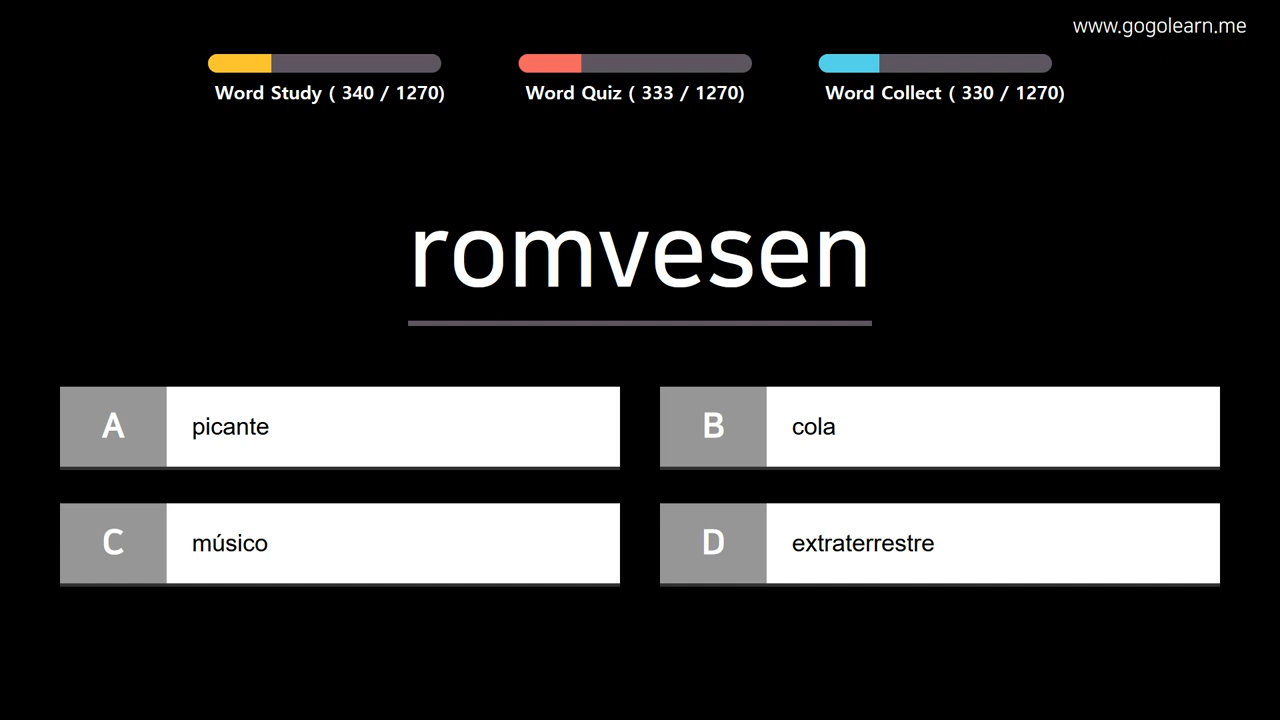 www.gogolearn.me
Word Study ( 340 / 1270)
Word Quiz ( 333 / 1270)
Word Collect ( 330 / 1270)
romvesen
A picante
B cola
C músico
D extraterrestre